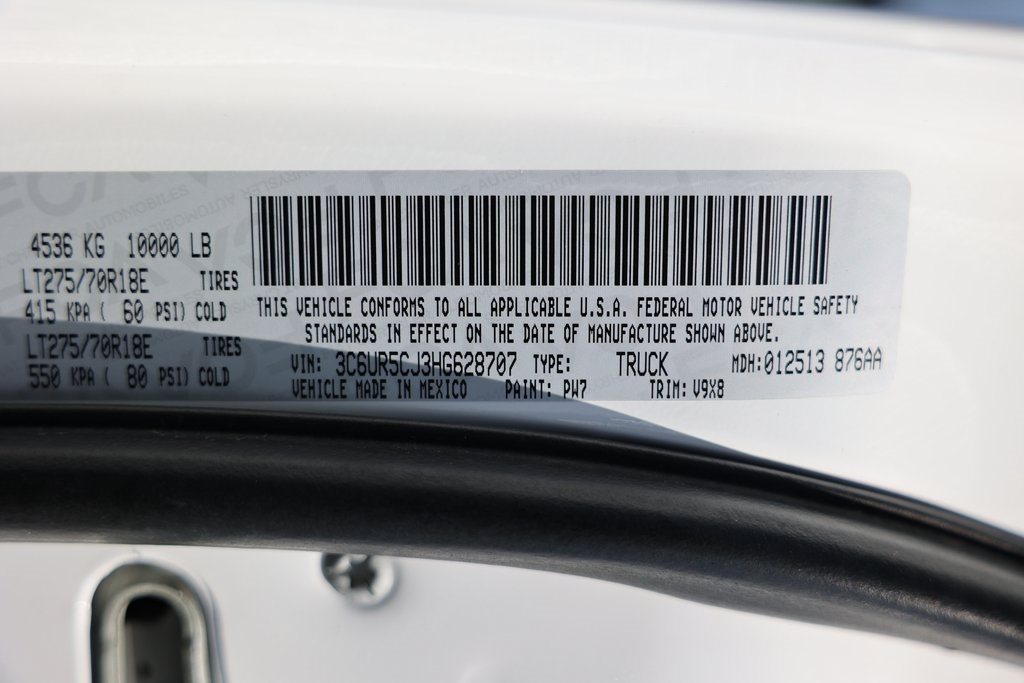 4536 KG 10000 LB
LT275/70R18E TIRES
415 KPA ( 60 PSI) COLD
LT275/70R18E TIRES
550 KPA ( 80 PSI) COLD
THIS VEHICLE CONFORMS TO ALL APPLICABLE U.S.A. FEDERAL MOTOR VEHICLE SAFETY
STANDARDS IN EFFECT ON THE DATE OF MANUFACTURE SHOWN ABOVE.
VIN: 3C6UR5CJ3HG628707 TYPE: TRUCK MDH:012513 876AA
VEHICLE MADE IN MEXICO PAINT: PW7 TRIM: V9X8